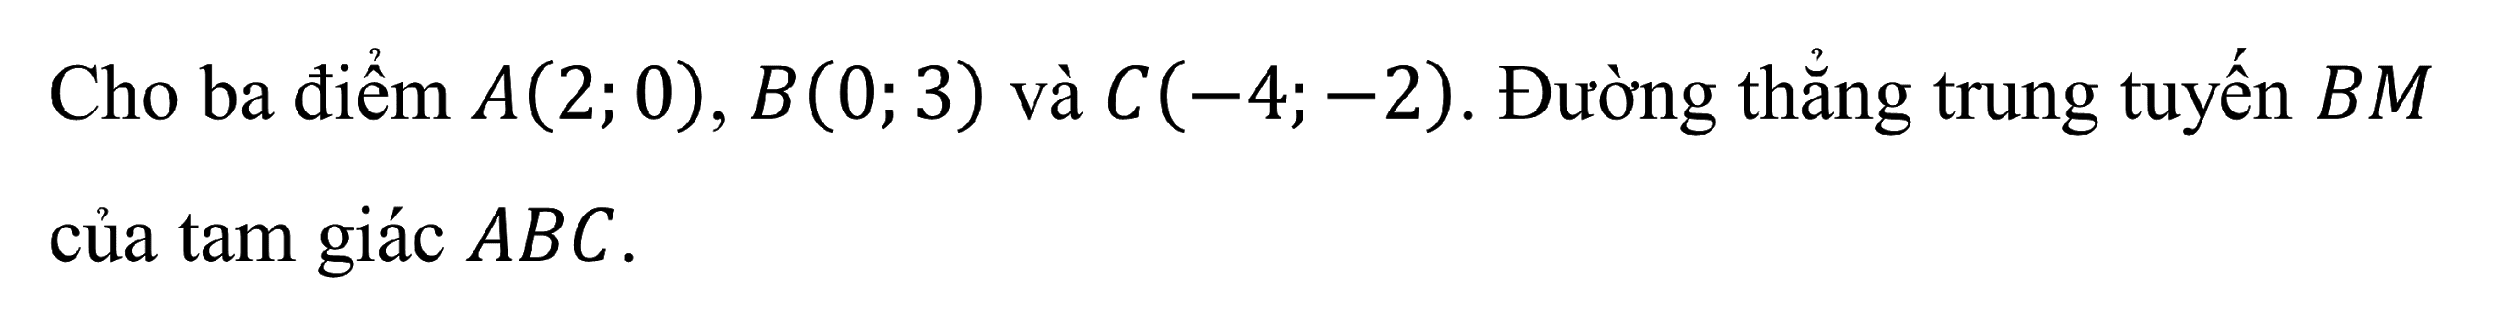 Cho ba điểm A(2; 0), B(0; 3) và C(−4; −2). Đường thẳng trung tuyến BM
của tam giác ABC.